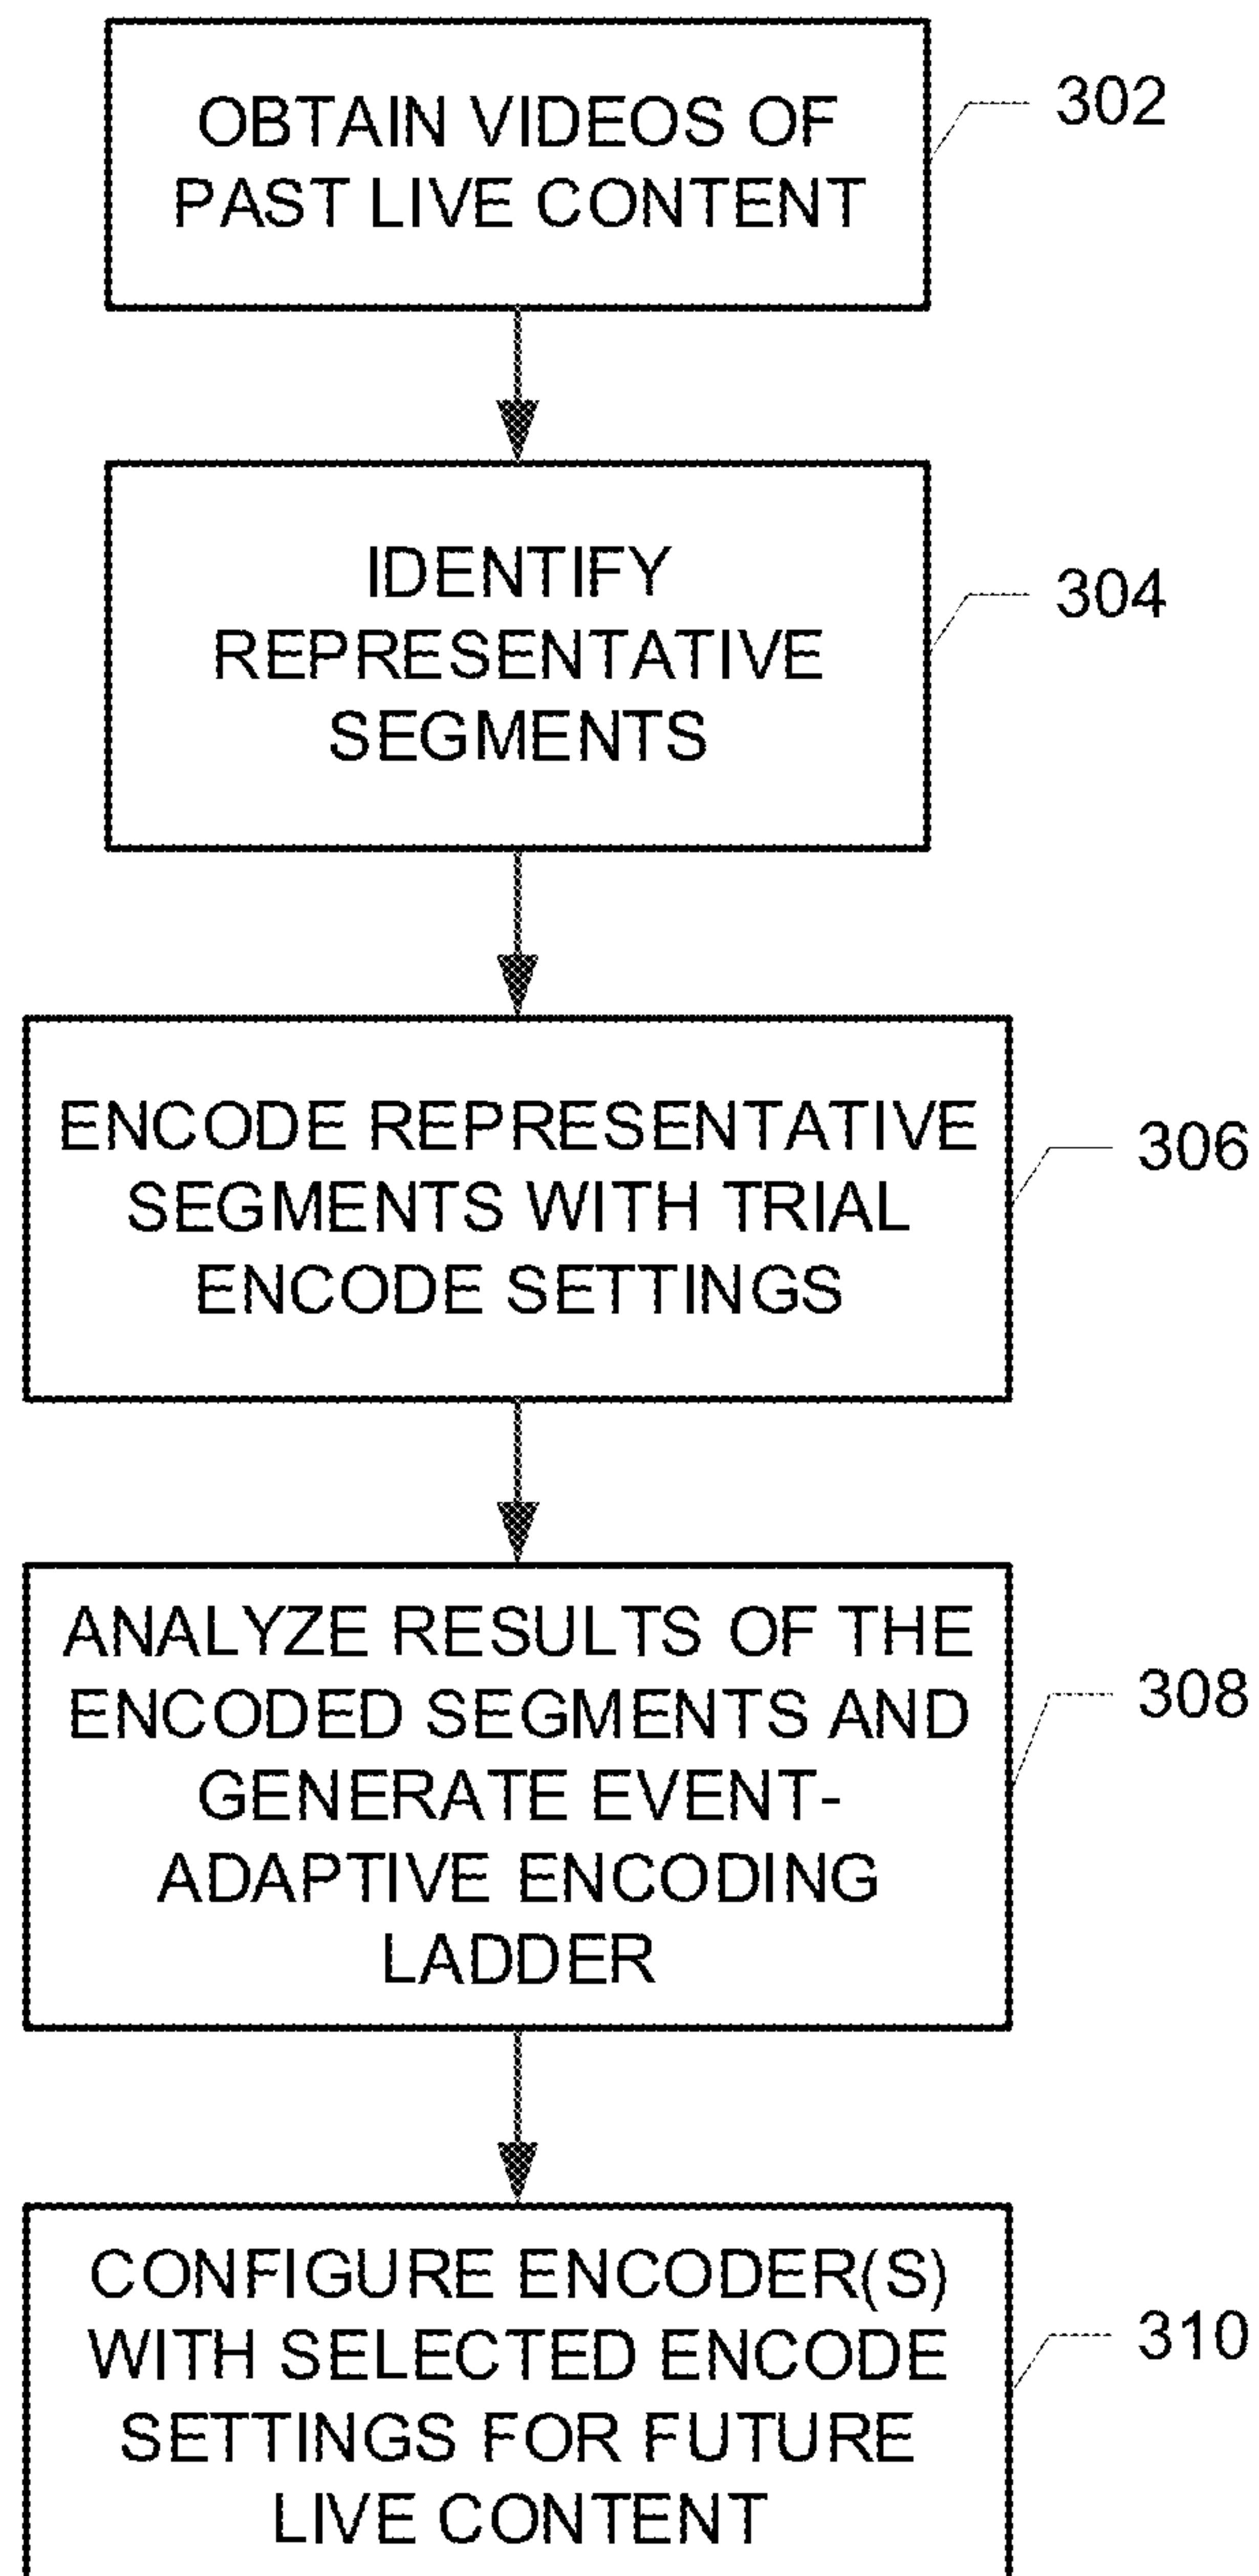 OBTAIN VIDEOS OF
PAST LIVE CONTENT
302
IDENTIFY
REPRESENTATIVE
SEGMENTS
304
ENCODE REPRESENTATIVE
SEGMENTS WITH TRIAL
ENCODE SETTINGS
306
ANALYZE RESULTS OF THE
ENCODED SEGMENTS AND
GENERATE EVENT-
ADAPTIVE ENCODING
LADDER
308
CONFIGURE ENCODER(S)
WITH SELECTED ENCODE
SETTINGS FOR FUTURE
LIVE CONTENT
310